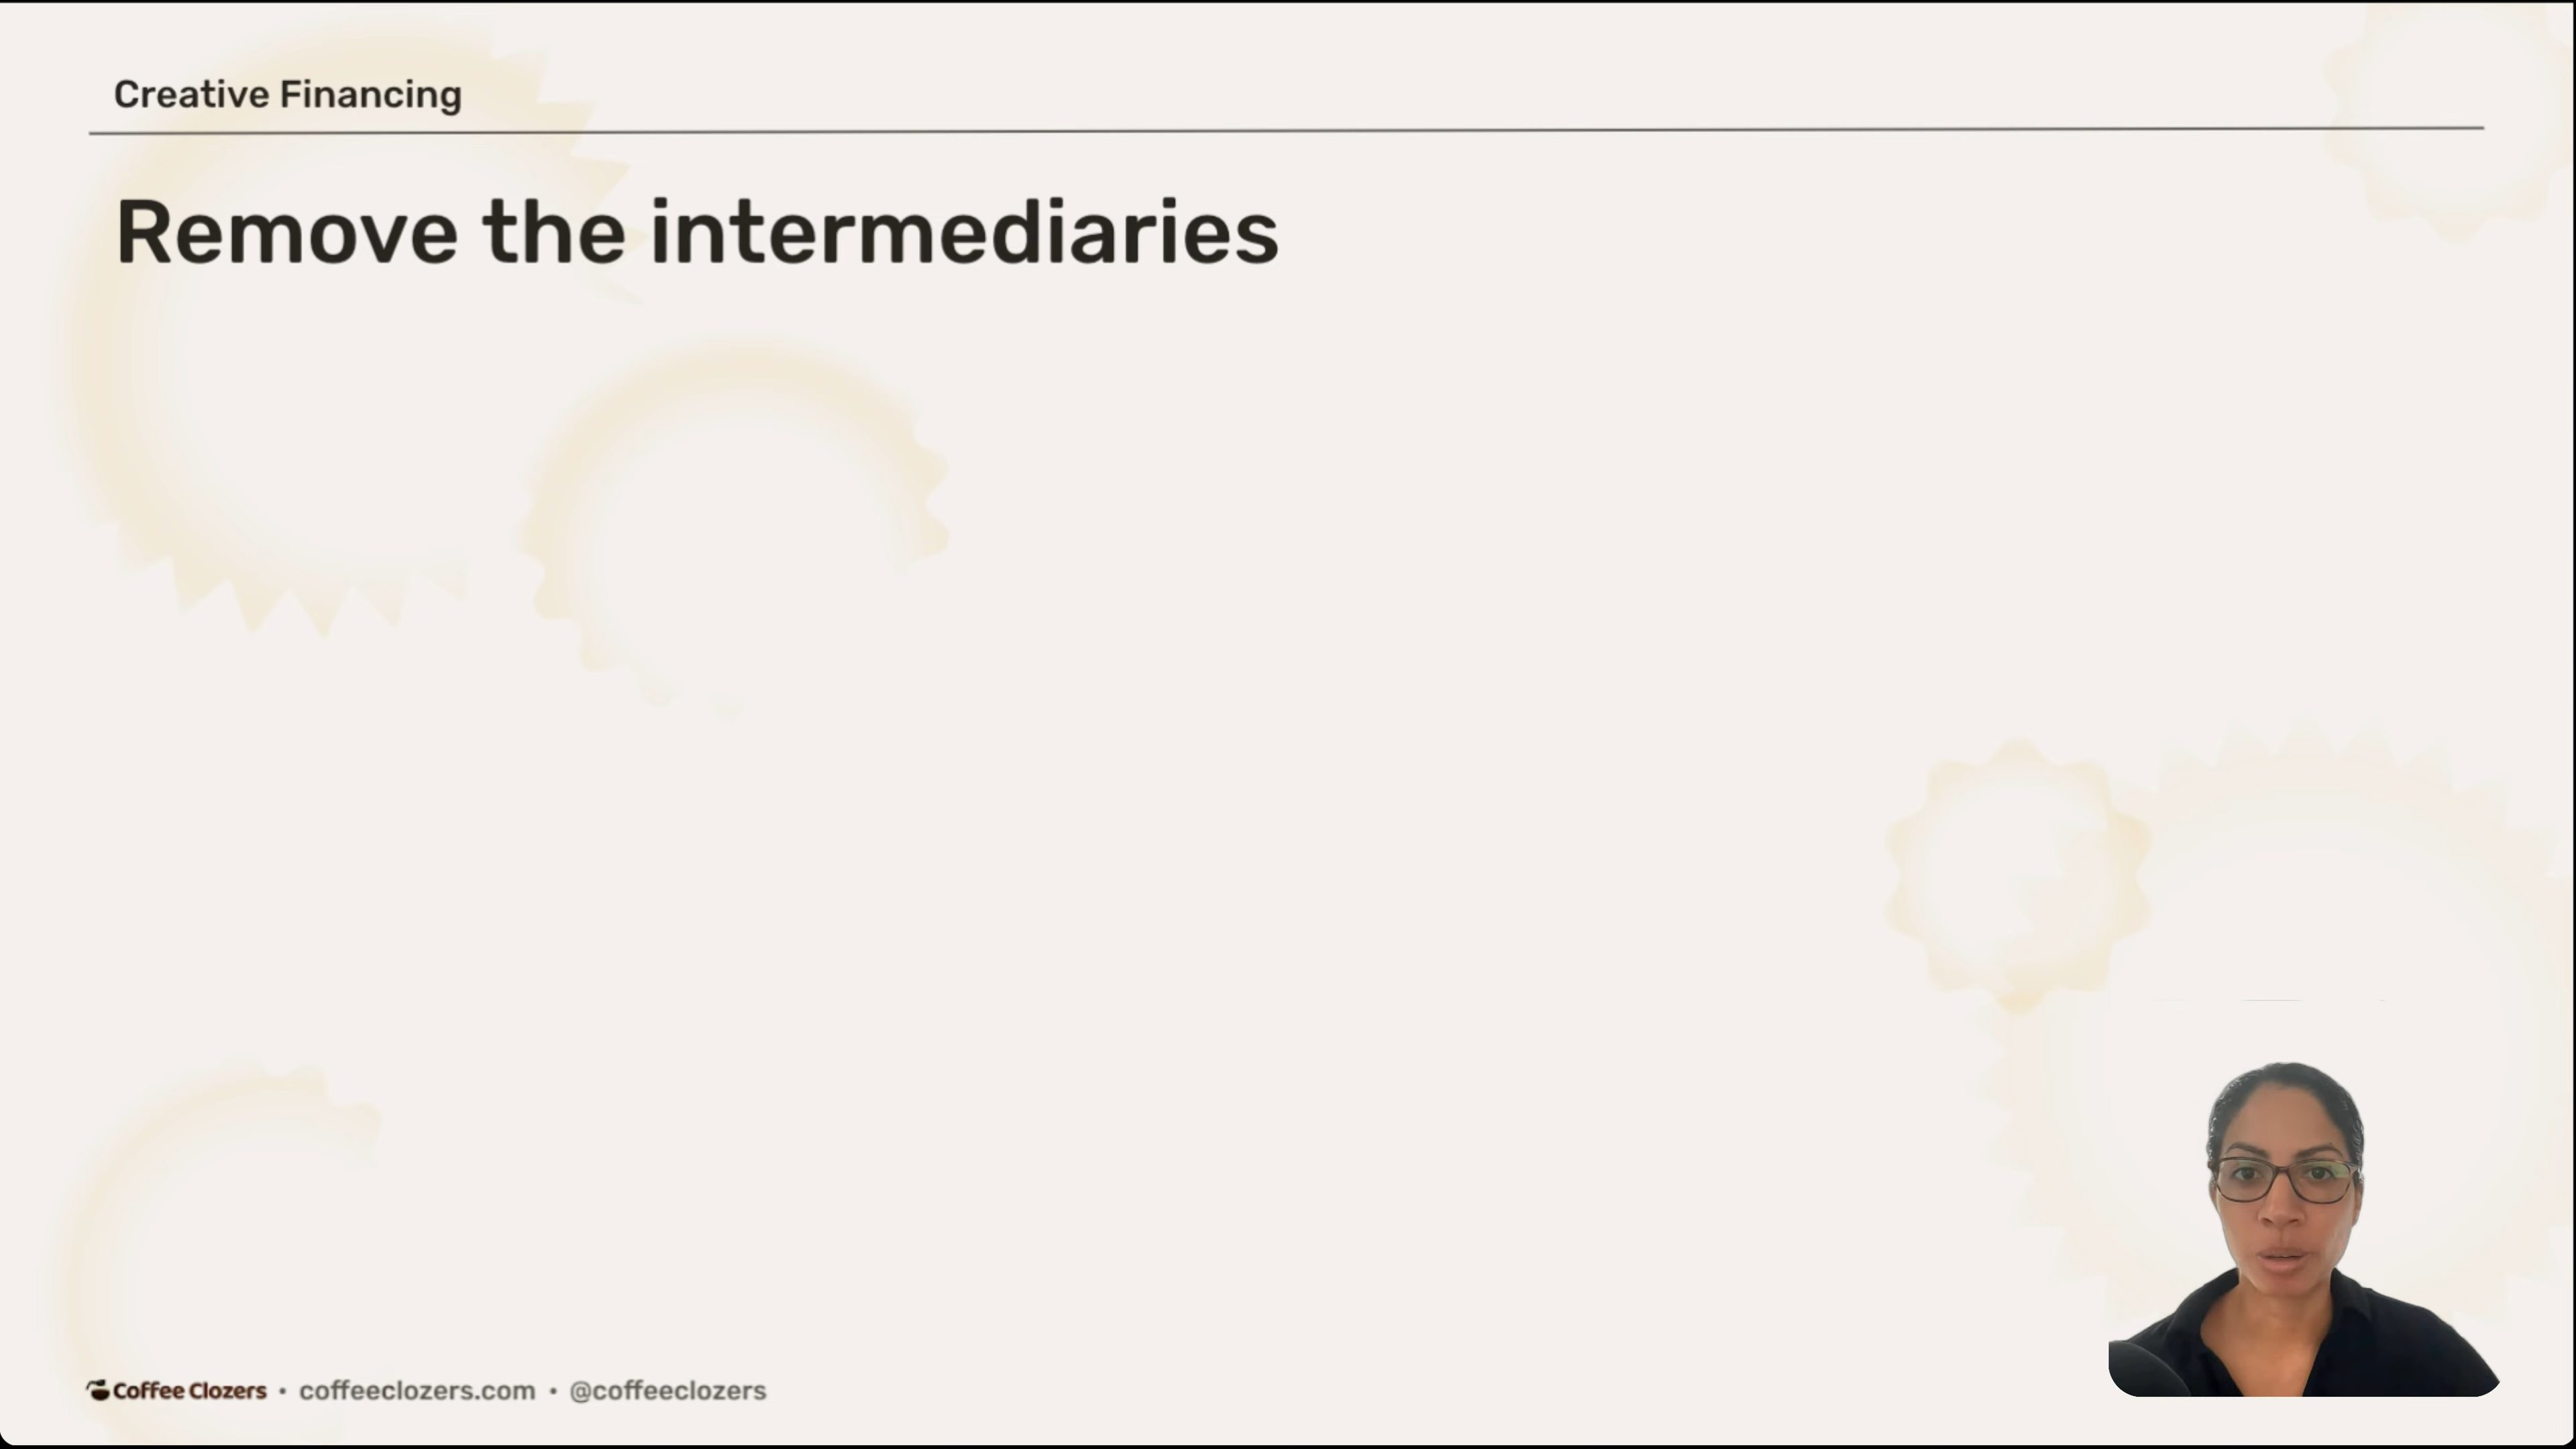 Creative Financing
Remove the intermediaries
Coffee Clozers • coffeeclozers.com • @coffeeclozers